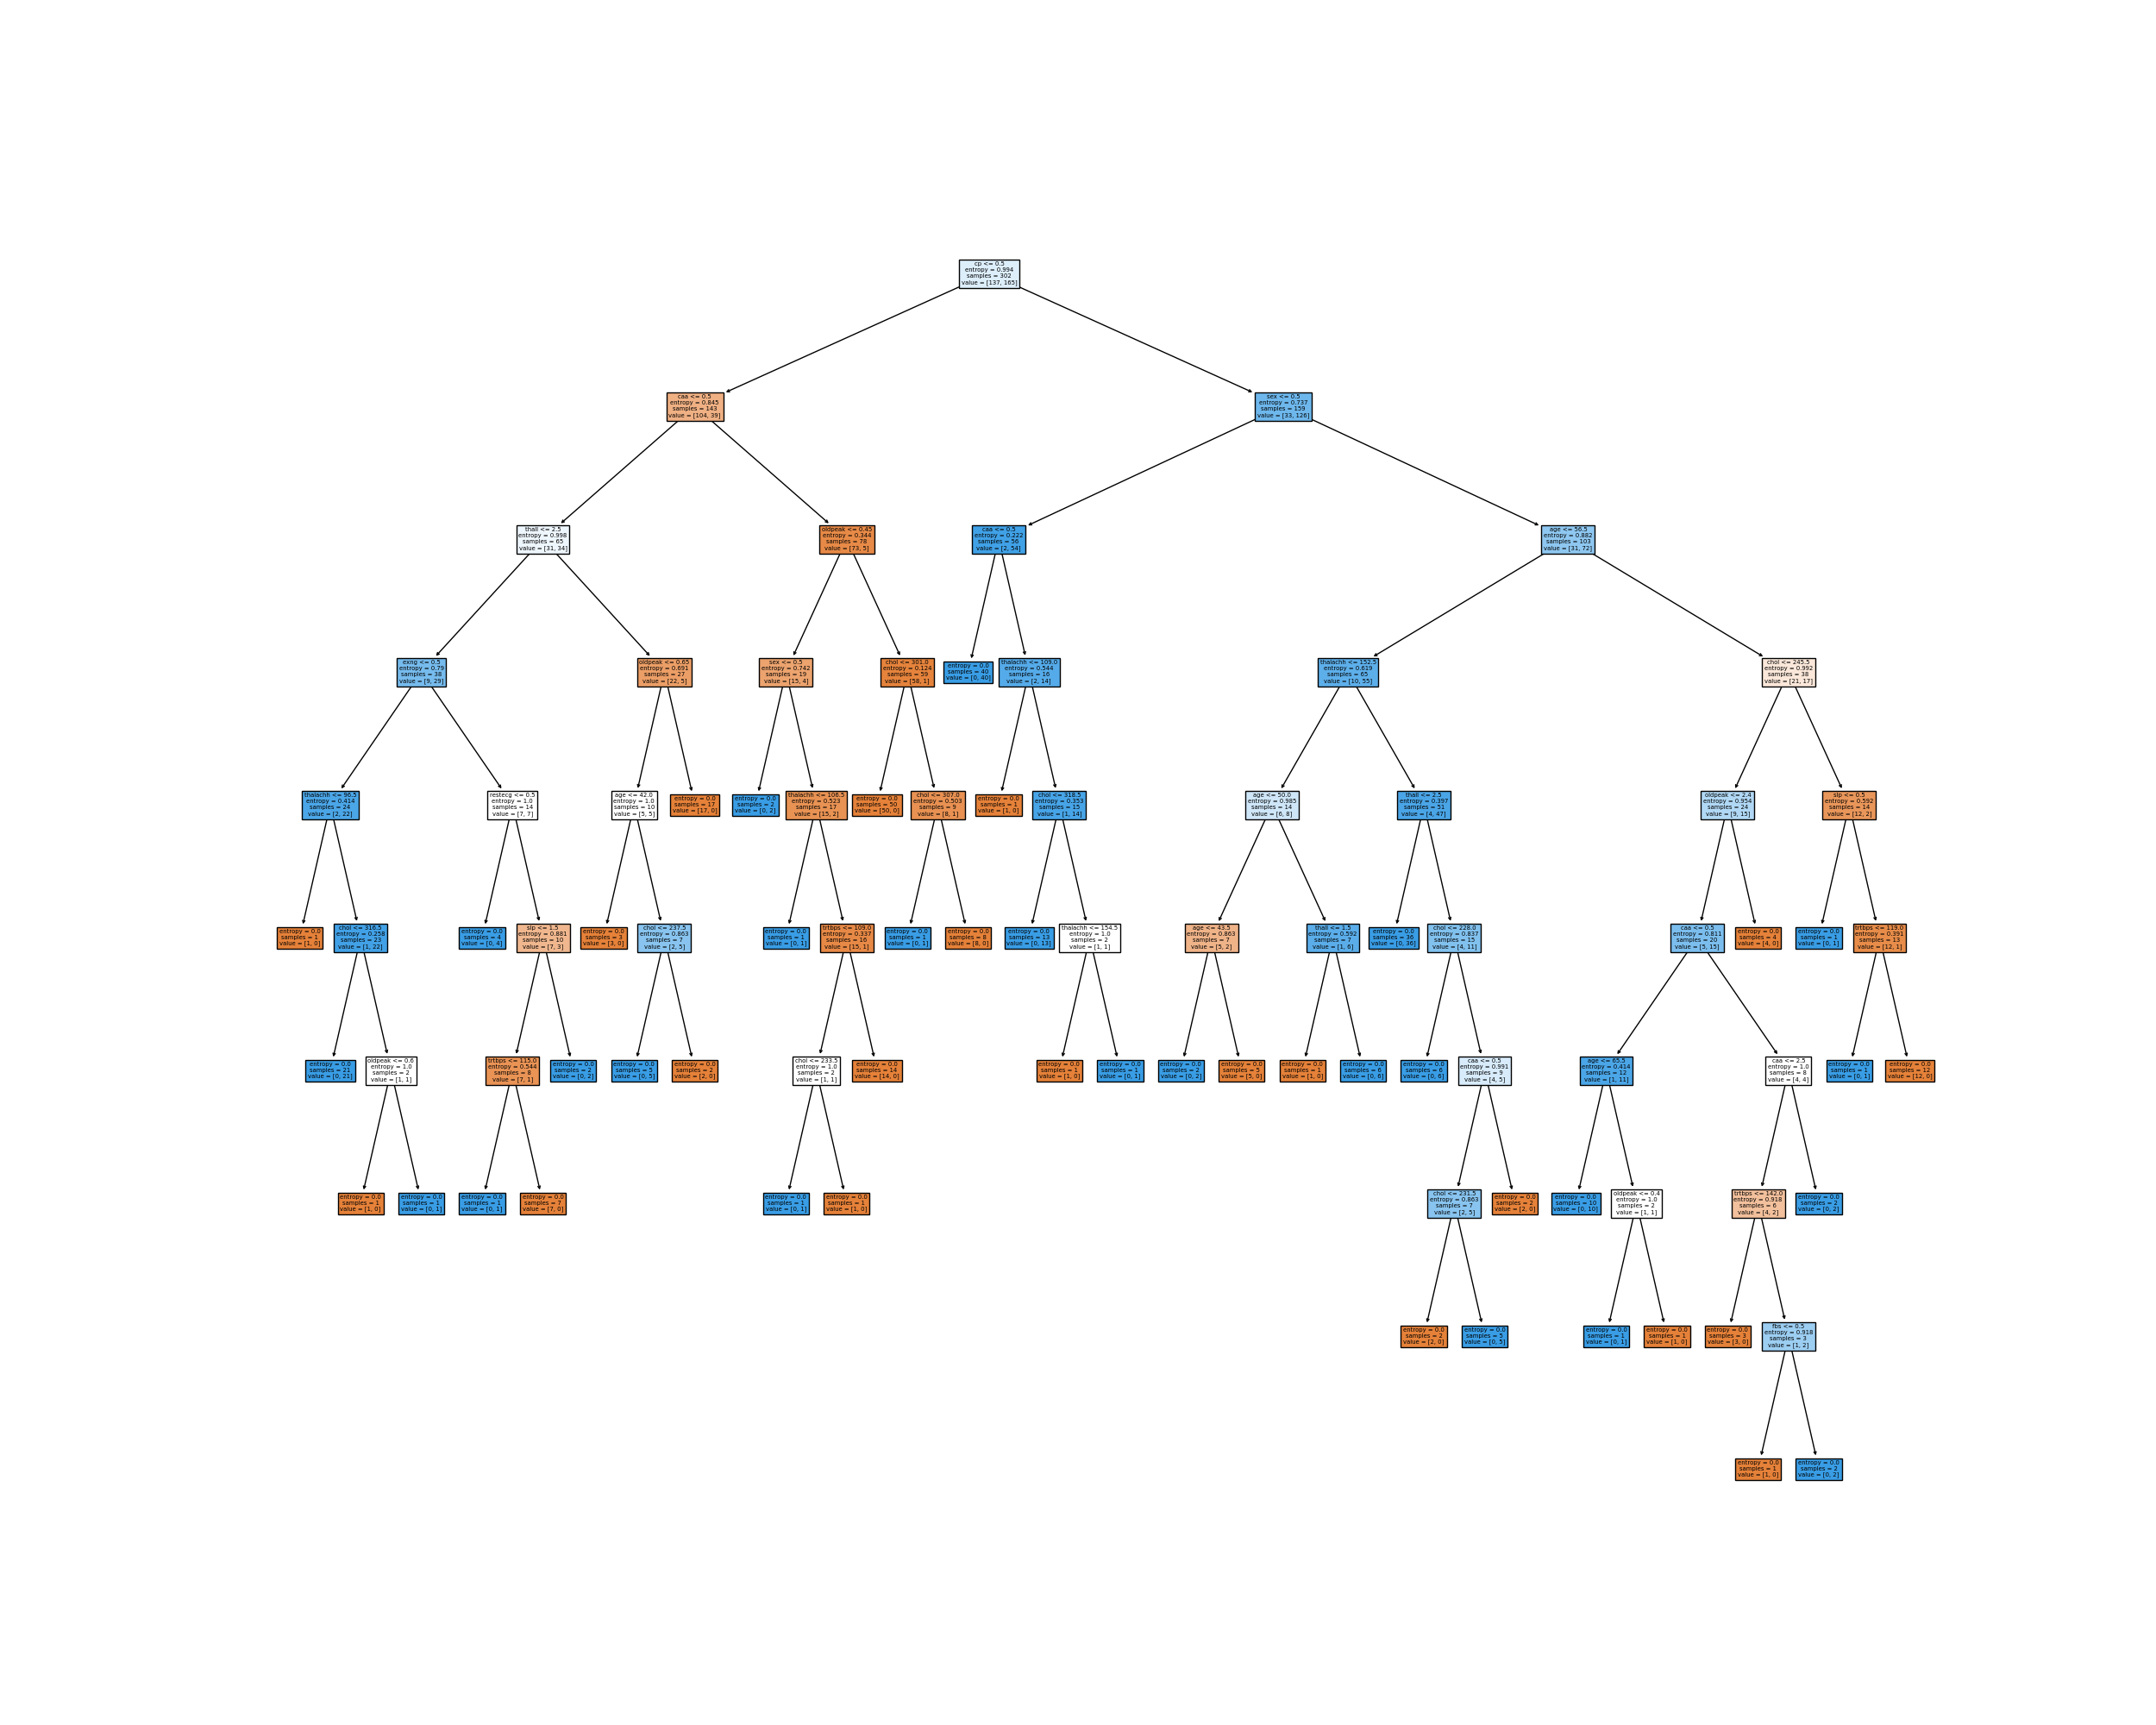 cp <= 0.5
entropy = 0.994
samples = 302
value = [137, 165]
caa <= 0.5
entropy = 0.845
samples = 143
value = [104, 39]
sex <= 0.5
entropy = 0.737
samples = 159
value = [33, 126]
thall <= 2.5
entropy = 0.998
samples = 65
value = [31, 34]
oldpeak <= 0.45
entropy = 0.344
samples = 78
value = [73, 5]
caa <= 0.5
entropy = 0.222
samples = 56
value = [2, 54]
age <= 56.5
entropy = 0.882
samples = 103
value = [31, 72]
exng <= 0.5
entropy = 0.79
samples = 38
value = [9, 29]
oldpeak <= 0.65
entropy = 0.691
samples = 27
value = [22, 5]
sex <= 0.5
entropy = 0.742
samples = 19
value = [15, 4]
chol <= 301.0
entropy = 0.124
samples = 59
value = [58, 1]
entropy = 0.0
samples = 40
value = [0, 40]
thalachh <= 109.0
entropy = 0.544
samples = 16
value = [2, 14]
thalachh <= 152.5
entropy = 0.619
samples = 65
value = [10, 55]
chol <= 245.5
entropy = 0.992
samples = 38
value = [21, 17]
thalachh <= 96.5
entropy = 0.414
samples = 24
value = [2, 22]
restecg <= 0.5
entropy = 1.0
samples = 14
value = [7, 7]
age <= 42.0
entropy = 1.0
samples = 10
value = [5, 5]
entropy = 0.0
samples = 17
value = [17, 0]
entropy = 0.0
samples = 2
value = [0, 2]
thalachh <= 106.5
entropy = 0.523
samples = 17
value = [15, 2]
entropy = 0.0
samples = 50
value = [50, 0]
chol <= 307.0
entropy = 0.503
samples = 9
value = [8, 1]
entropy = 0.0
samples = 1
value = [1, 0]
chol <= 318.5
entropy = 0.353
samples = 15
value = [1, 14]
age <= 50.0
entropy = 0.985
samples = 14
value = [6, 8]
thall <= 2.5
entropy = 0.397
samples = 51
value = [4, 47]
oldpeak <= 2.4
entropy = 0.954
samples = 24
value = [9, 15]
slp <= 0.5
entropy = 0.592
samples = 14
value = [12, 2]
entropy = 0.0
samples = 1
value = [1, 0]
chol <= 316.5
entropy = 0.258
samples = 23
value = [1, 22]
entropy = 0.0
samples = 4
value = [0, 4]
slp <= 1.5
entropy = 0.881
samples = 10
value = [7, 3]
entropy = 0.0
samples = 3
value = [3, 0]
chol <= 237.5
entropy = 0.863
samples = 7
value = [2, 5]
entropy = 0.0
samples = 1
value = [0, 1]
trtbps <= 109.0
entropy = 0.337
samples = 16
value = [15, 1]
entropy = 0.0
samples = 1
value = [0, 1]
entropy = 0.0
samples = 8
value = [8, 0]
entropy = 0.0
samples = 13
value = [0, 13]
thalachh <= 154.5
entropy = 1.0
samples = 2
value = [1, 1]
age <= 43.5
entropy = 0.863
samples = 7
value = [5, 2]
thall <= 1.5
entropy = 0.592
samples = 7
value = [1, 6]
entropy = 0.0
samples = 36
value = [0, 36]
chol <= 228.0
entropy = 0.837
samples = 15
value = [4, 11]
caa <= 0.5
entropy = 0.811
samples = 20
value = [5, 15]
entropy = 0.0
samples = 4
value = [4, 0]
entropy = 0.0
samples = 1
value = [0, 1]
trtbps <= 119.0
entropy = 0.391
samples = 13
value = [12, 1]
entropy = 0.0
samples = 21
value = [0, 21]
oldpeak <= 0.6
entropy = 1.0
samples = 2
value = [1, 1]
trtbps <= 115.0
entropy = 0.544
samples = 8
value = [7, 1]
entropy = 0.0
samples = 2
value = [0, 2]
entropy = 0.0
samples = 5
value = [0, 5]
entropy = 0.0
samples = 2
value = [2, 0]
chol <= 233.5
entropy = 1.0
samples = 2
value = [1, 1]
entropy = 0.0
samples = 14
value = [14, 0]
entropy = 0.0
samples = 1
value = [1, 0]
entropy = 0.0
samples = 1
value = [0, 1]
entropy = 0.0
samples = 2
value = [0, 2]
entropy = 0.0
samples = 5
value = [5, 0]
entropy = 0.0
samples = 1
value = [1, 0]
entropy = 0.0
samples = 6
value = [0, 6]
entropy = 0.0
samples = 6
value = [0, 6]
caa <= 0.5
entropy = 0.991
samples = 9
value = [4, 5]
age <= 65.5
entropy = 0.414
samples = 12
value = [1, 11]
caa <= 2.5
entropy = 1.0
samples = 8
value = [4, 4]
entropy = 0.0
samples = 1
value = [0, 1]
entropy = 0.0
samples = 12
value = [12, 0]
entropy = 0.0
samples = 1
value = [1, 0]
entropy = 0.0
samples = 1
value = [0, 1]
entropy = 0.0
samples = 1
value = [0, 1]
entropy = 0.0
samples = 7
value = [7, 0]
entropy = 0.0
samples = 1
value = [0, 1]
entropy = 0.0
samples = 1
value = [1, 0]
chol <= 231.5
entropy = 0.863
samples = 7
value = [2, 5]
entropy = 0.0
samples = 2
value = [2, 0]
entropy = 0.0
samples = 10
value = [0, 10]
oldpeak <= 0.4
entropy = 1.0
samples = 2
value = [1, 1]
trtbps <= 142.0
entropy = 0.918
samples = 6
value = [4, 2]
entropy = 0.0
samples = 2
value = [0, 2]
entropy = 0.0
samples = 2
value = [2, 0]
entropy = 0.0
samples = 5
value = [0, 5]
entropy = 0.0
samples = 1
value = [0, 1]
entropy = 0.0
samples = 1
value = [1, 0]
entropy = 0.0
samples = 3
value = [3, 0]
fbs <= 0.5
entropy = 0.918
samples = 3
value = [1, 2]
entropy = 0.0
samples = 1
value = [1, 0]
entropy = 0.0
samples = 2
value = [0, 2]